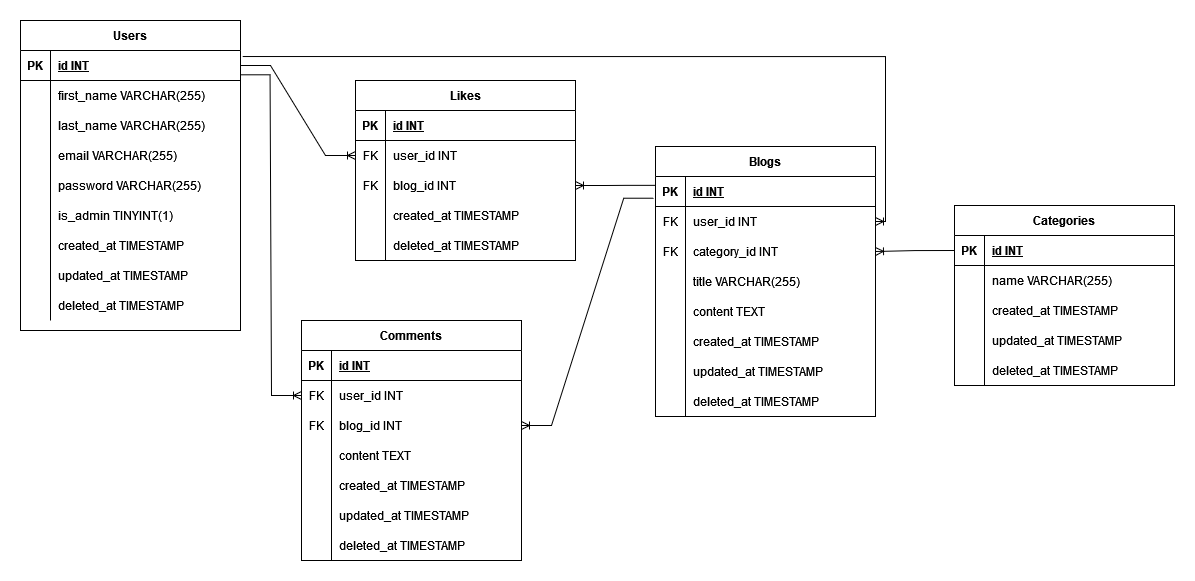 Users
PK id INT
first_name VARCHAR(255)
last_name VARCHAR(255)
email VARCHAR(255)
password VARCHAR(255)
is_admin TINYINT(1)
created_at TIMESTAMP
updated_at TIMESTAMP
deleted_at TIMESTAMP
Likes
PK id INT
FK user_id INT
FK blog_id INT
created_at TIMESTAMP
deleted_at TIMESTAMP
Comments
PK id INT
FK user_id INT
FK blog_id INT
content TEXT
created_at TIMESTAMP
updated_at TIMESTAMP
deleted_at TIMESTAMP
Blogs
PK id INT
FK user_id INT
FK category_id INT
title VARCHAR(255)
content TEXT
created_at TIMESTAMP
updated_at TIMESTAMP
deleted_at TIMESTAMP
Categories
PK id INT
name VARCHAR(255)
created_at TIMESTAMP
updated_at TIMESTAMP
deleted_at TIMESTAMP